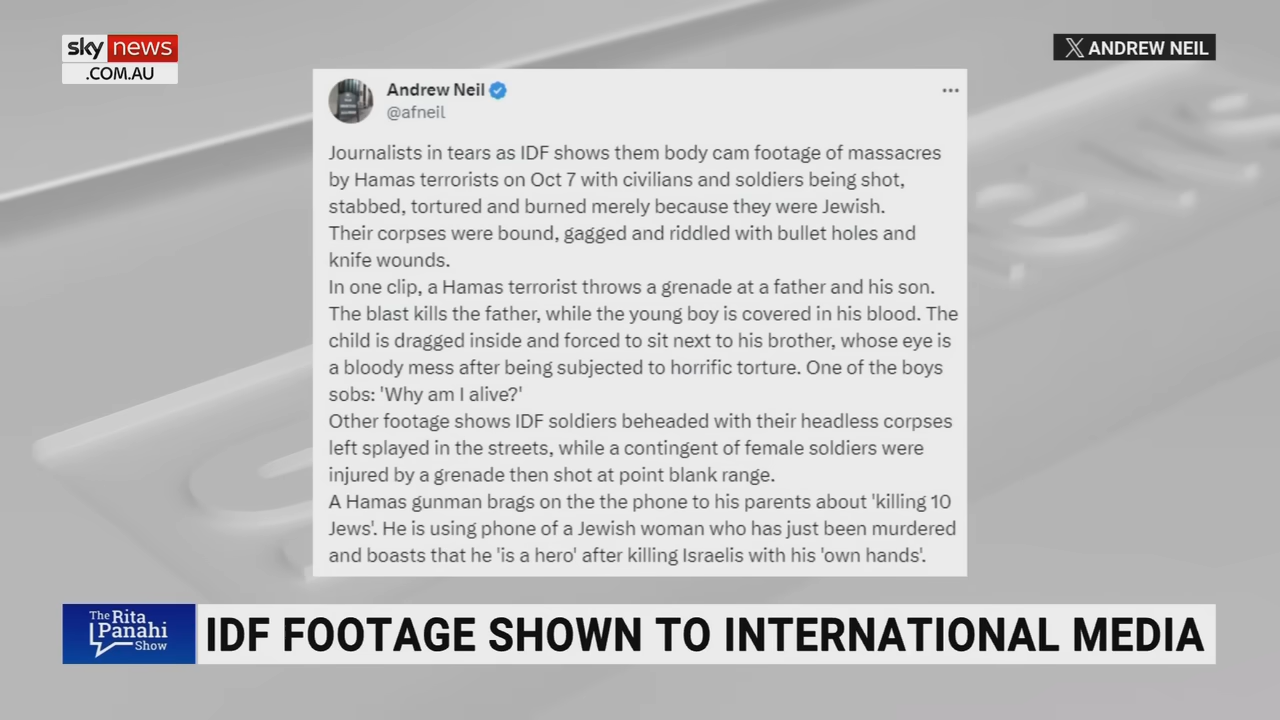 sky news
.COM.AU
X ANDREW NEIL
Andrew Neil
@afneil
Journalists in tears as IDF shows them body cam footage of massacres
by Hamas terrorists on Oct 7 with civilians and soldiers being shot,
stabbed, tortured and burned merely because they were Jewish.
Their corpses were bound, gagged and riddled with bullet holes and
knife wounds.
In one clip, a Hamas terrorist throws a grenade at a father and his son.
The blast kills the father, while the young boy is covered in his blood. The
child is dragged inside and forced to sit next to his brother, whose eye is
a bloody mess after being subjected to horrific torture. One of the boys
sobs: 'Why am I alive?'
Other footage shows IDF soldiers beheaded with their headless corpses
left splayed in the streets, while a contingent of female soldiers were
injured by a grenade then shot at point blank range.
A Hamas gunman brags on the the phone to his parents about 'killing 10
Jews'. He is using phone of a Jewish woman who has just been murdered
and boasts that he 'is a hero' after killing Israelis with his 'own hands'.
The Rita
Panahi
Show
IDF FOOTAGE SHOWN TO INTERNATIONAL MEDIA